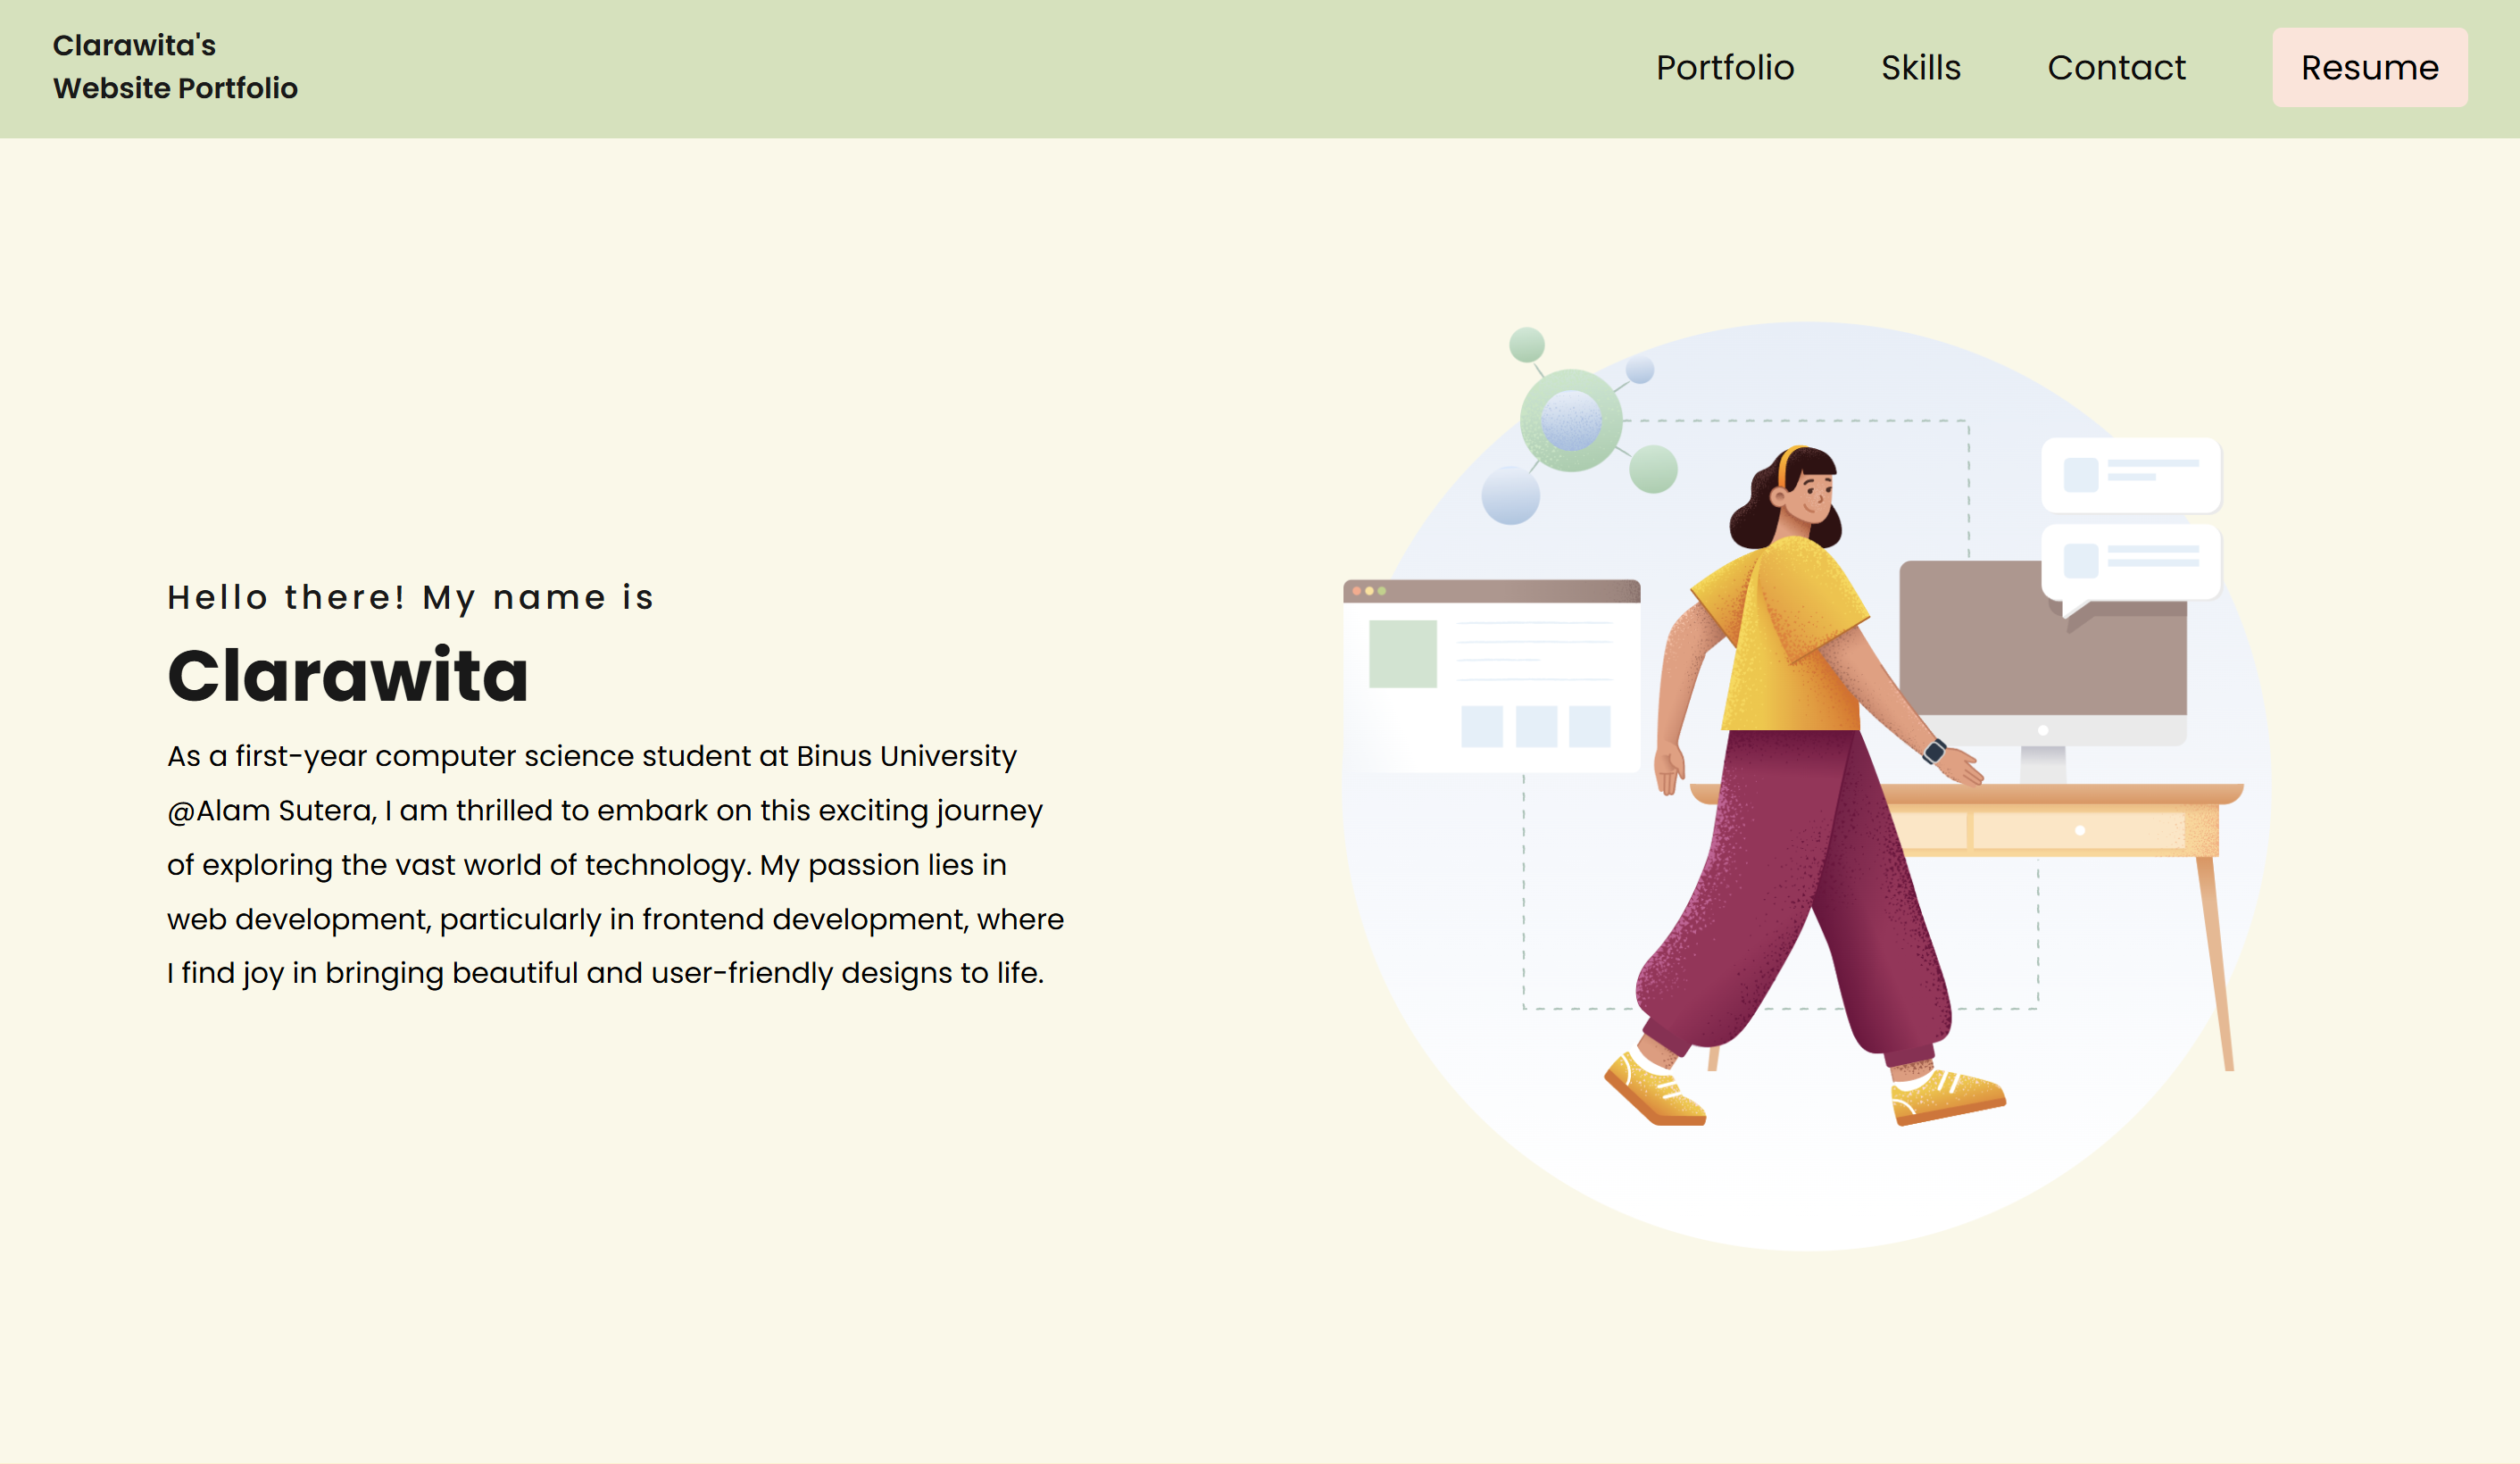 Clarawita's
Website Portfolio
Portfolio
Skills
Contact
Resume
Hello there! My name is
Clarawita
As a first-year computer science student at Binus University
@Alam Sutera, I am thrilled to embark on this exciting journey
of exploring the vast world of technology. My passion lies in
web development, particularly in frontend development, where
I find joy in bringing beautiful and user-friendly designs to life.